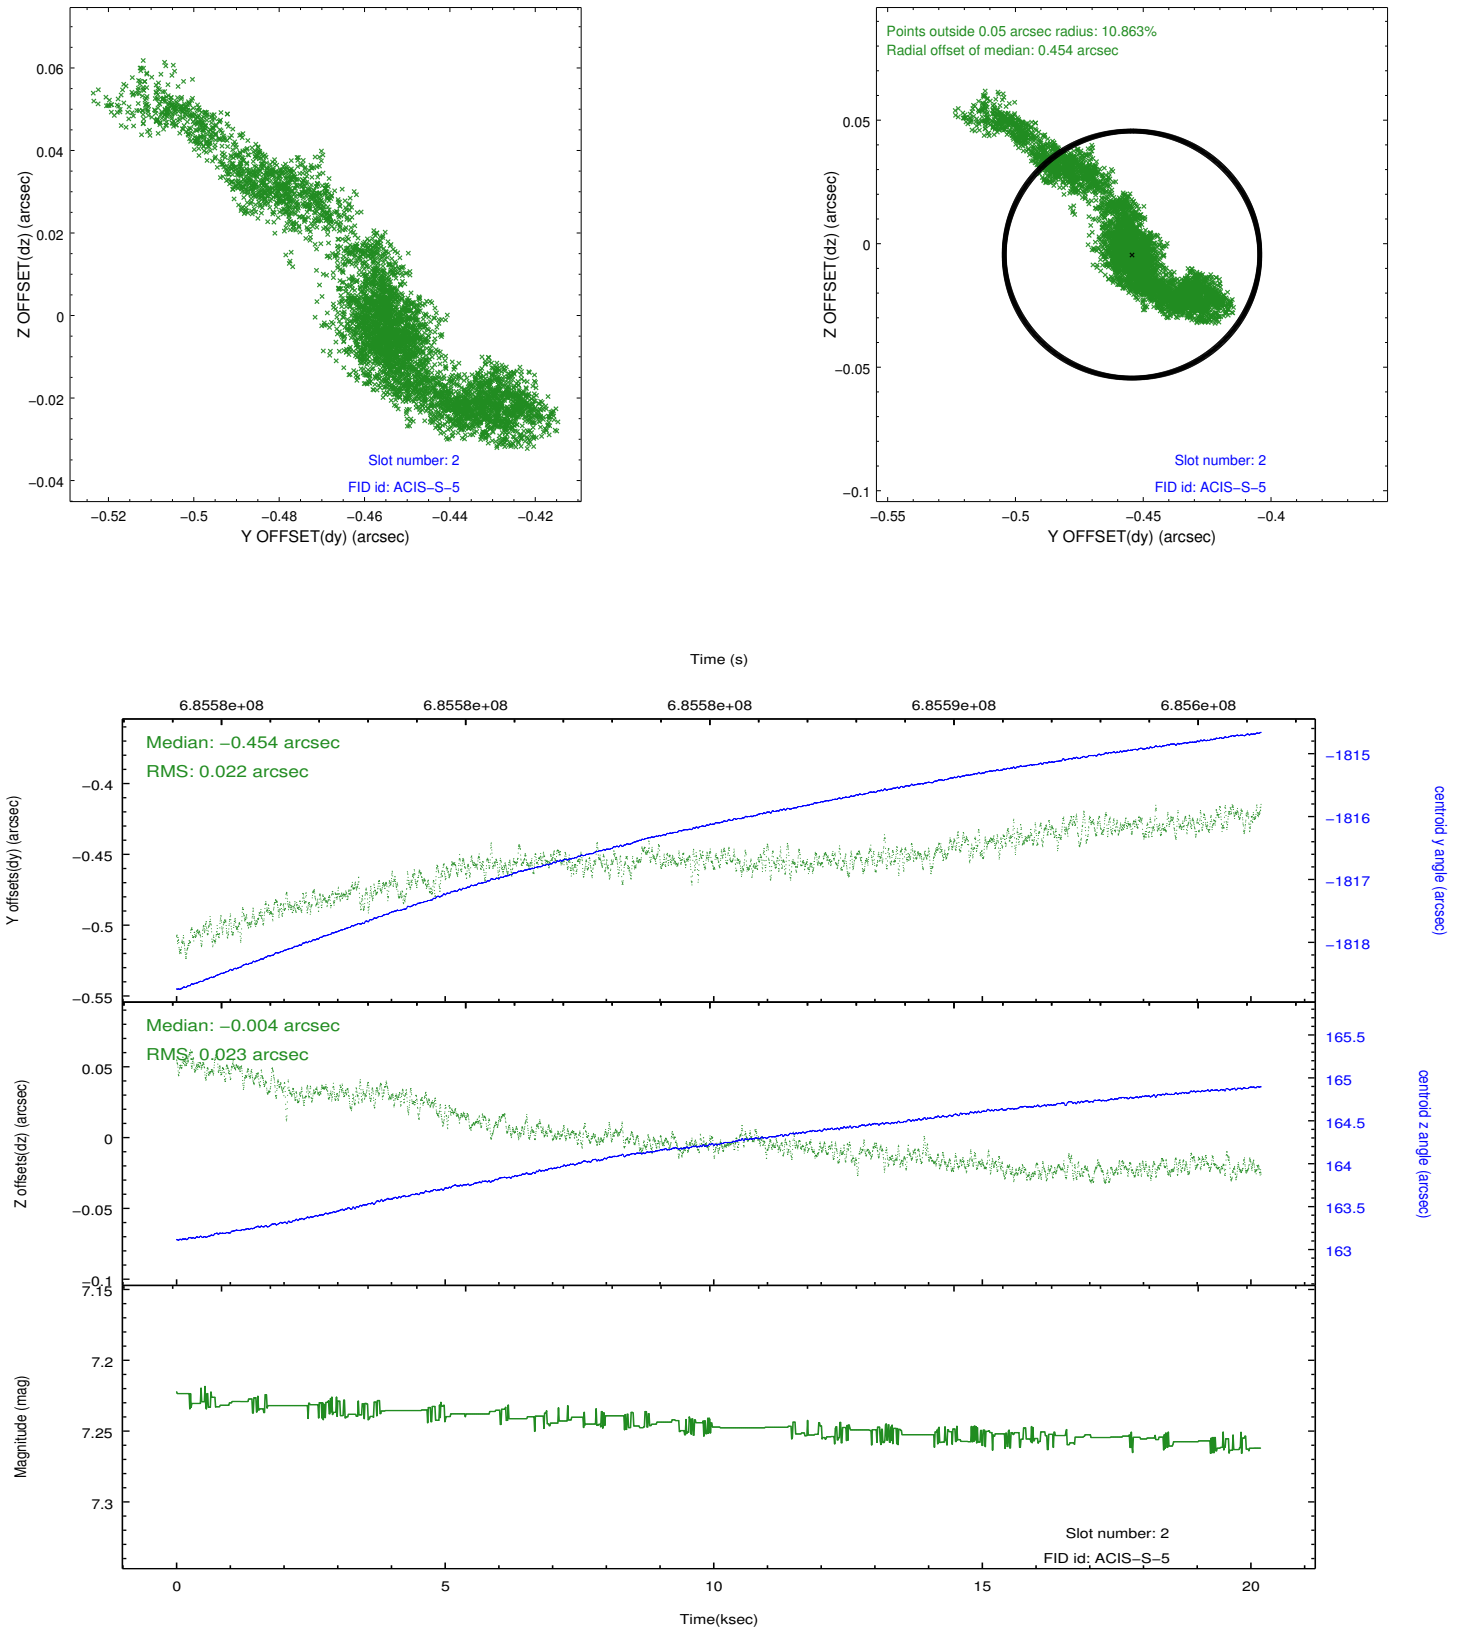 0.06
0.04
0.02
0
−0.02
−0.04
Z OFFSET(dz) (arcsec)
Slot number: 2
FID id: ACIS−S−5
−0.52
−0.5
−0.48
−0.46
−0.44
−0.42
Y OFFSET(dy) (arcsec)
Points outside 0.05 arcsec radius: 10.863%
Radial offset of median: 0.454 arcsec
0.05
0
−0.05
−0.1
Z OFFSET(dz) (arcsec)
Slot number: 2
FID id: ACIS−S−5
−0.55
−0.5
−0.45
−0.4
Y OFFSET(dy) (arcsec)
Time (s)
6.8558e+08
6.8558e+08
6.8558e+08
6.8559e+08
6.856e+08
Median: −0.454 arcsec
RMS: 0.022 arcsec
−0.4
−0.45
−0.5
−0.55
Y offsets(dy) (arcsec)
−1815
−1816
−1817
−1818
centroid y angle (arcsec)
Median: −0.004 arcsec
RMS: 0.023 arcsec
0.05
0
−0.05
−0.1
Z offsets(dz) (arcsec)
165.5
165
164.5
164
163.5
163
centroid z angle (arcsec)
7.15
7.2
7.25
7.3
Magnitude (mag)
Slot number: 2
FID id: ACIS−S−5
0
5
10
15
20
Time(ksec)